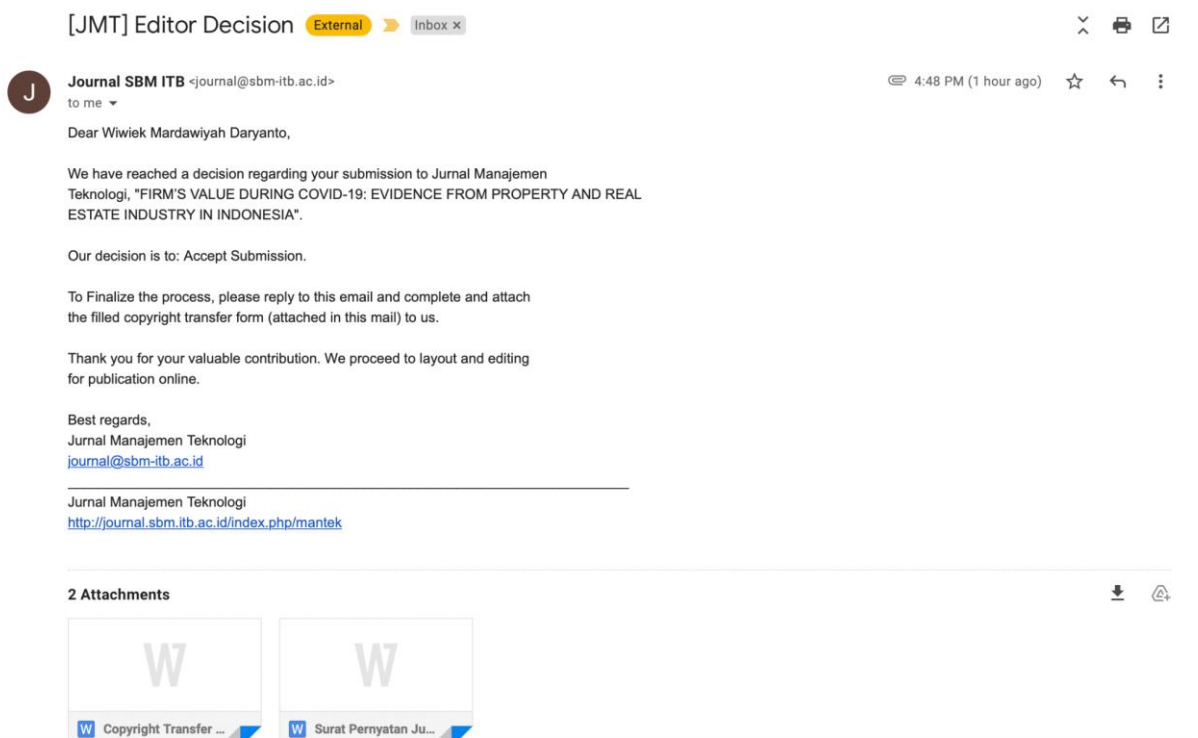 [JMT] Editor Decision External Inbox ×
J
Journal SBM ITB <journal@sbm-itb.ac.id> 4:48 PM (1 hour ago)
to me
Dear Wiwiek Mardawiyah Daryanto,
We have reached a decision regarding your submission to Jurnal Manajemen
Teknologi, "FIRM'S VALUE DURING COVID-19: EVIDENCE FROM PROPERTY AND REAL
ESTATE INDUSTRY IN INDONESIA".
Our decision is to: Accept Submission.
To Finalize the process, please reply to this email and complete and attach
the filled copyright transfer form (attached in this mail) to us.
Thank you for your valuable contribution. We proceed to layout and editing
for publication online.
Best regards,
Jurnal Manajemen Teknologi
journal@sbm-itb.ac.id
Jurnal Manajemen Teknologi
http://journal.sbm.itb.ac.id/index.php/mantek
2 Attachments
W W
W Copyright Transfer ... W Surat Pernyatan Ju...